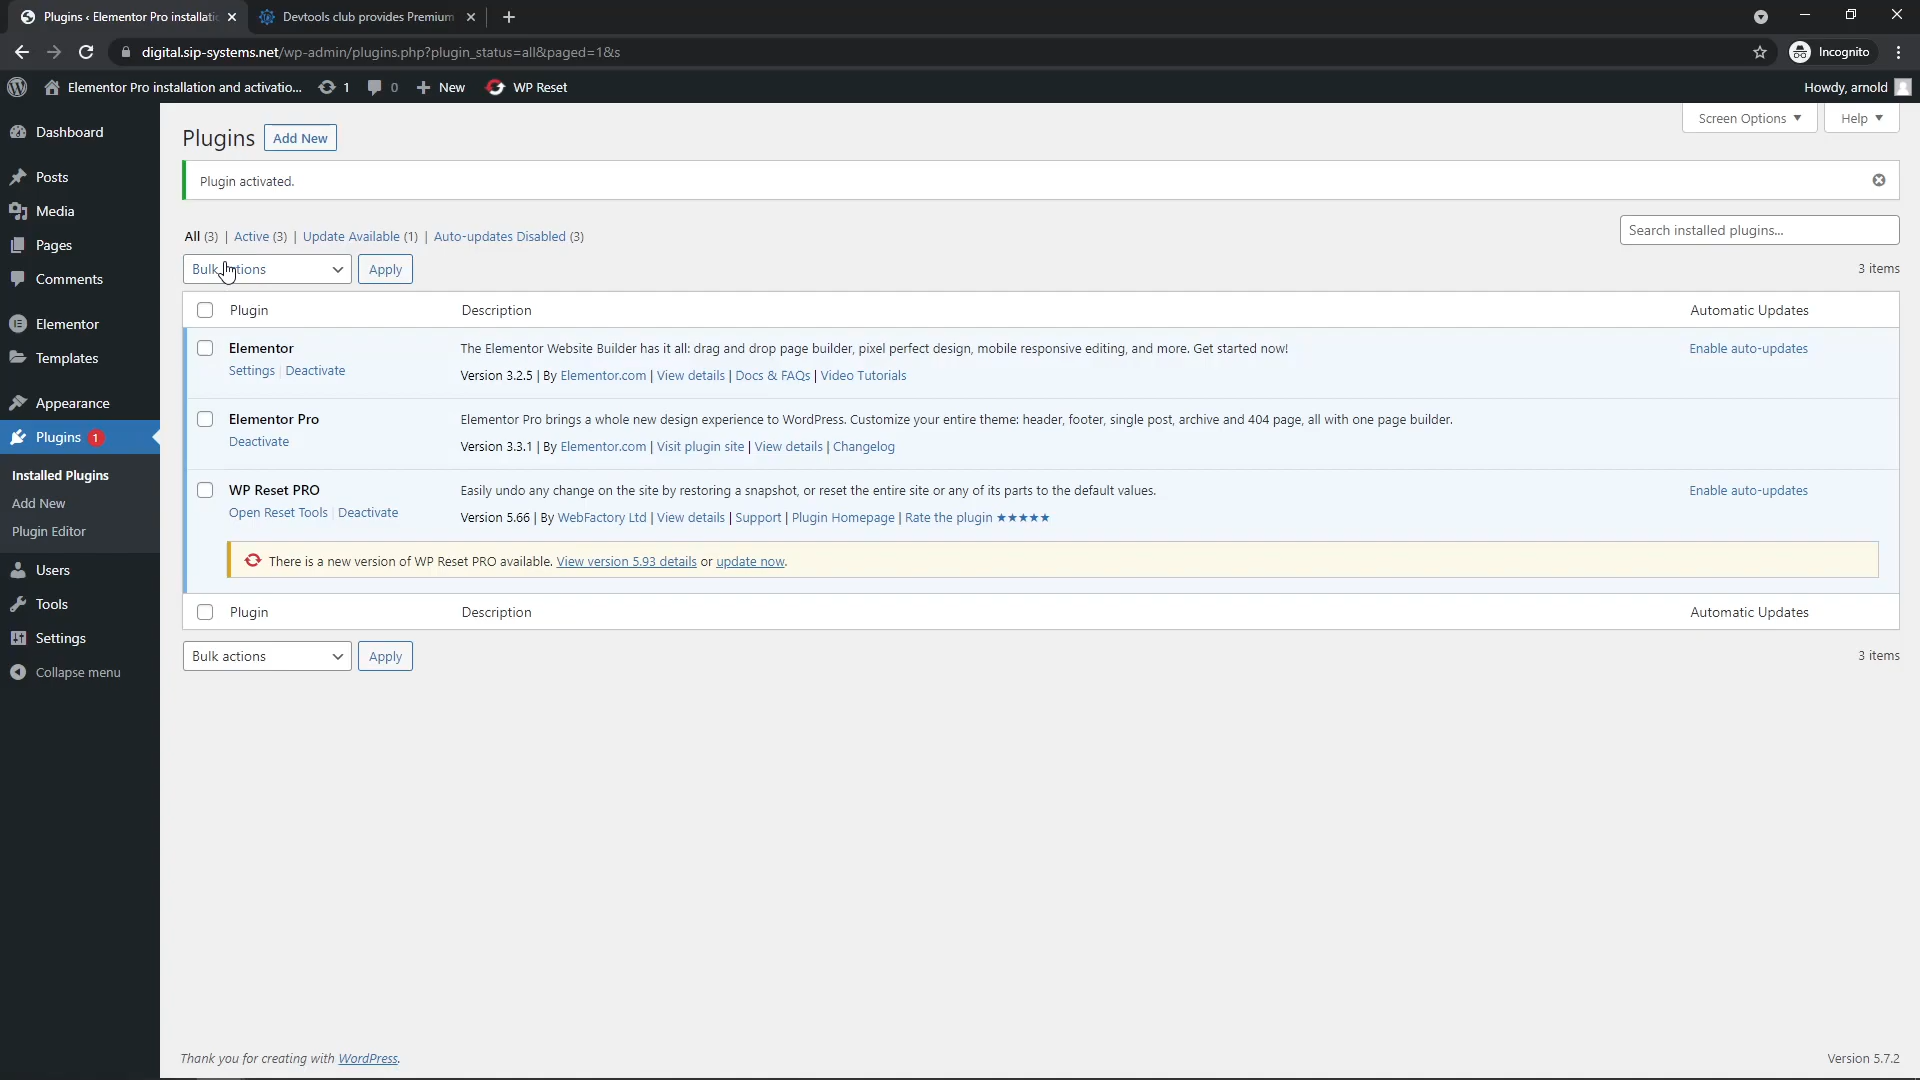 Plugins ‹ Elementor Pro installatio
Devtools club provides Premium
digital.sip-systems.net/wp-admin/plugins.php?plugin_status=all&paged=1&s
Incognito
Elementor Pro installation and activatio...
1
0
New
WP Reset
Howdy, arnold
Dashboard
Posts
Media
Pages
Comments
Elementor
Templates
Appearance
Plugins 1
Installed Plugins
Add New
Plugin Editor
Users
Tools
Settings
Collapse menu
Screen Options
Help
Plugins
Add New
Plugin activated.
All (3) | Active (3) | Update Available (1) | Auto-updates Disabled (3)
Search installed plugins...
Bulk actions
Apply
3 items
Plugin
Description
Automatic Updates
Elementor
The Elementor Website Builder has it all: drag and drop page builder, pixel perfect design, mobile responsive editing, and more. Get started now!
Enable auto-updates
Settings | Deactivate
Version 3.2.5 | By Elementor.com | View details | Docs & FAQs | Video Tutorials
Elementor Pro
Elementor Pro brings a whole new design experience to WordPress. Customize your entire theme: header, footer, single post, archive and 404 page, all with one page builder.
Deactivate
Version 3.3.1 | By Elementor.com | Visit plugin site | View details | Changelog
WP Reset PRO
Easily undo any change on the site by restoring a snapshot, or reset the entire site or any of its parts to the default values.
Enable auto-updates
Open Reset Tools | Deactivate
Version 5.66 | By WebFactory Ltd | View details | Support | Plugin Homepage | Rate the plugin ★★★★★
There is a new version of WP Reset PRO available. View version 5.93 details or update now.
Plugin
Description
Automatic Updates
Bulk actions
Apply
3 items
Thank you for creating with WordPress.
Version 5.7.2